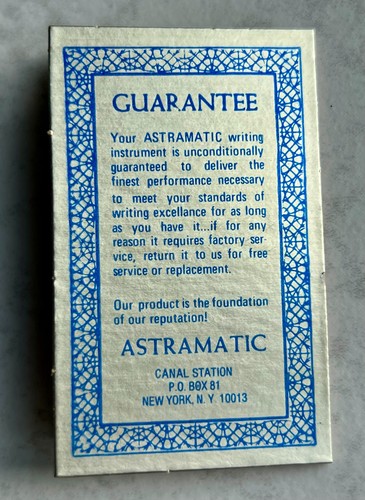 GUARANTEE
Your ASTRAMATIC writing
instrument is unconditionally
guaranteed to deliver the
finest performance necessary
to meet your standards of
writing excellence for as long
as you have it...if for any
reason it requires factory ser-
vice, return it to us for free
service or replacement.
Our product is the foundation
of our reputation!
ASTRAMATIC
CANAL STATION
P.O. BOX 81
NEW YORK, N.Y. 10013